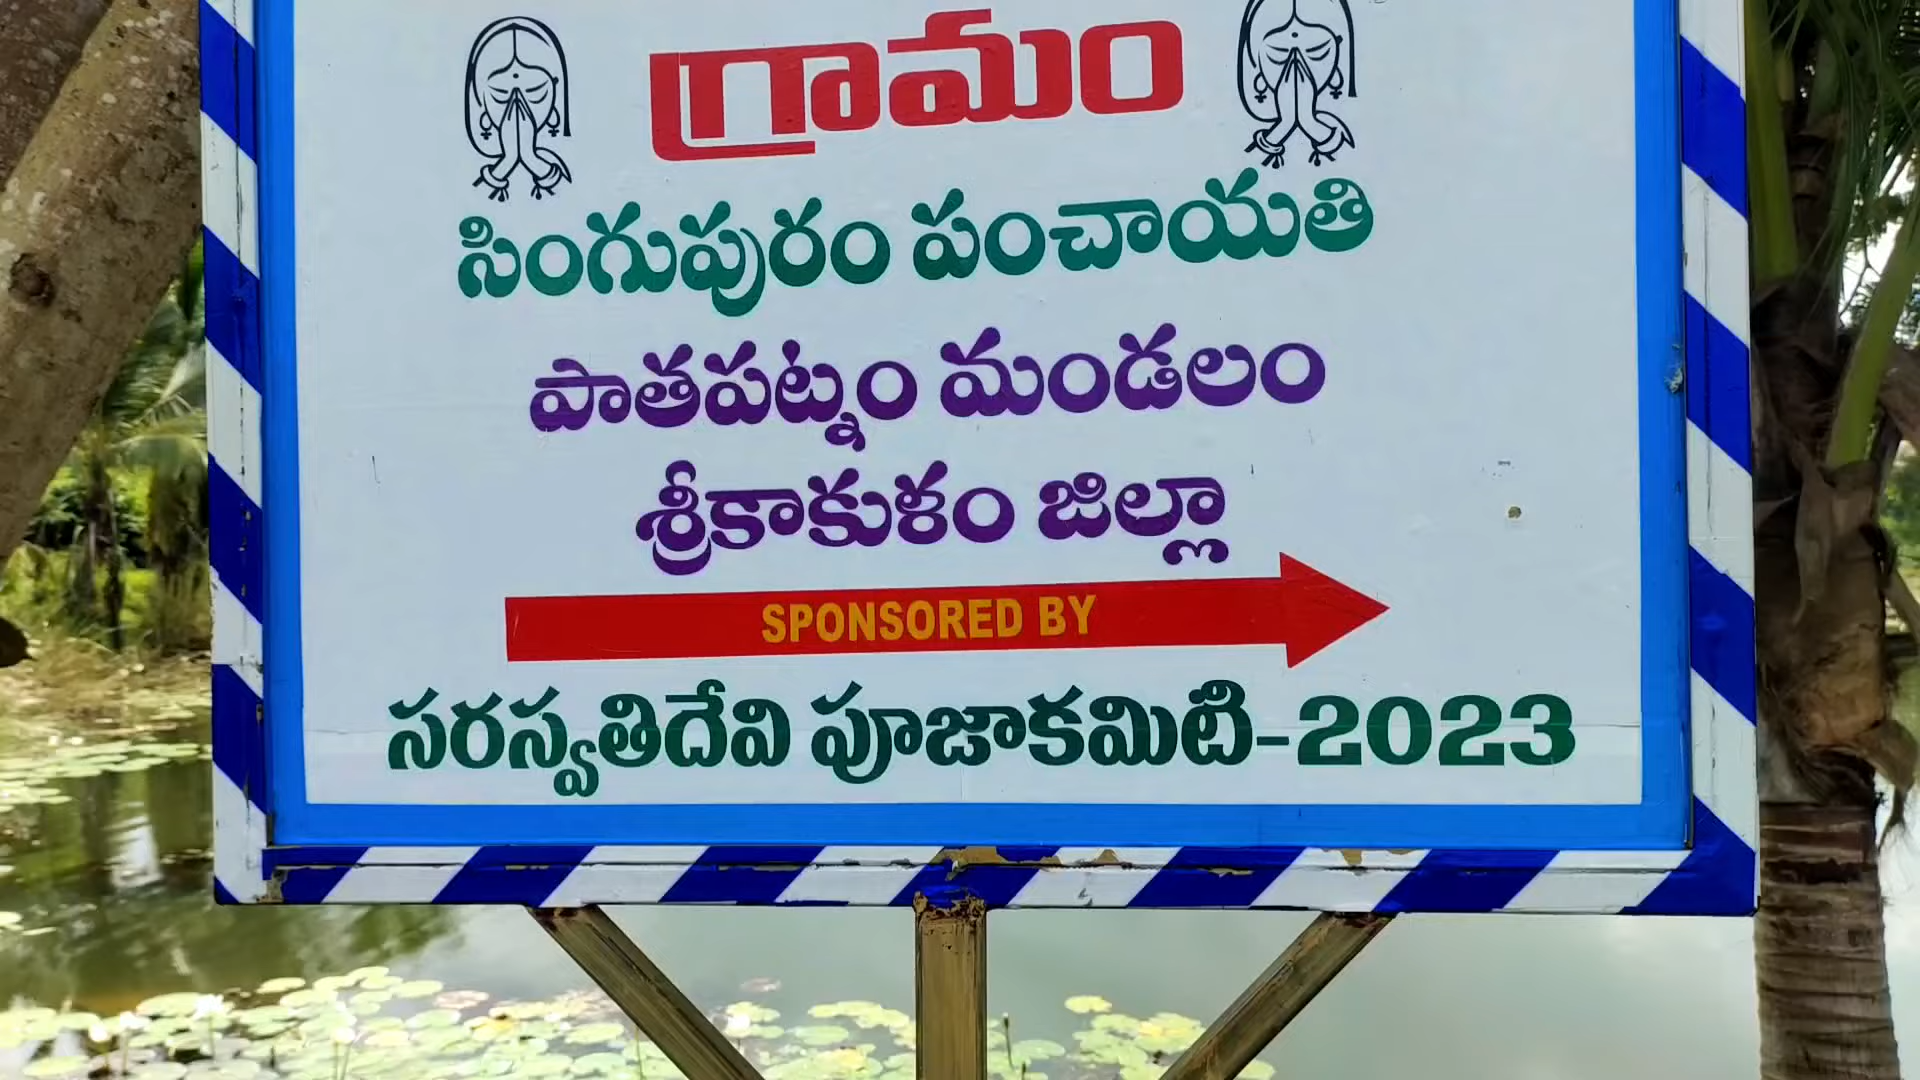 గ్రామం
సింగుపురం పంచాయతి
పాతపట్నం మండలం
శ్రీకాకుళం జిల్లా
SPONSORED BY
సరస్వతిదేవి పూజాకమిటి-2023